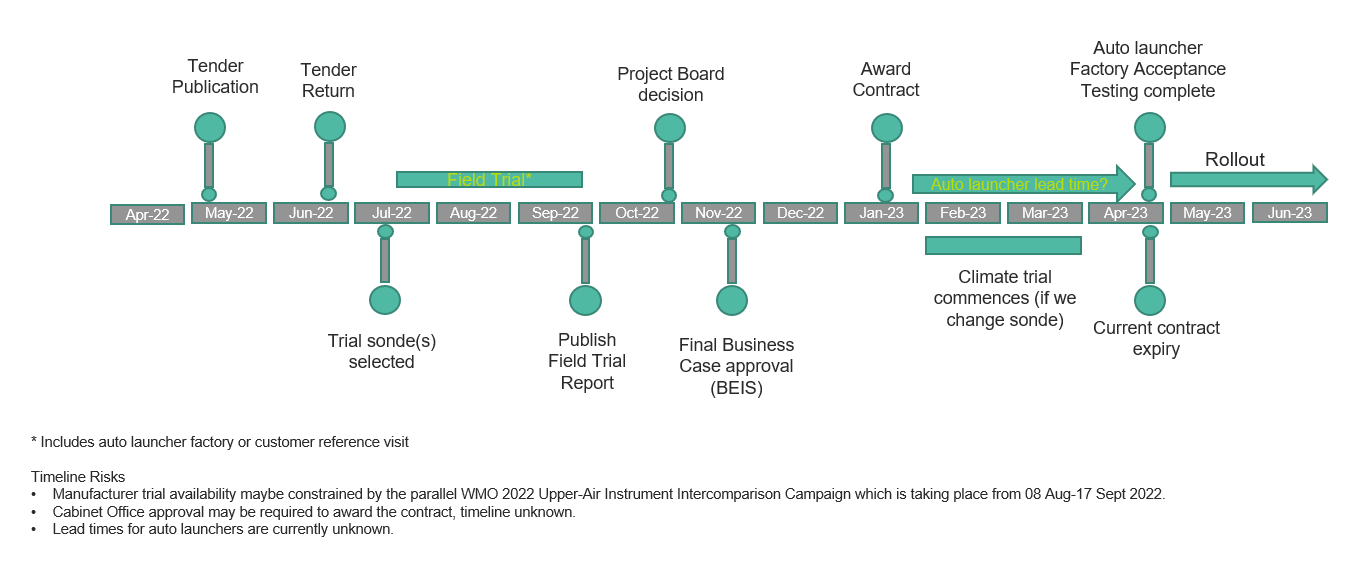 Tender
Publication
Tender
Return
Project Board
decision
Award
Contract
Auto launcher
Factory Acceptance
Testing complete
Field Trial*
Auto launcher lead time?
Rollout
Apr-22
May-22
Jun-22
Jul-22
Aug-22
Sep-22
Oct-22
Nov-22
Dec-22
Jan-23
Feb-23
Mar-23
Apr-23
May-23
Jun-23
Trial sonde(s)
selected
Publish
Field Trial
Report
Final Business
Case approval
(BEIS)
Climate trial
commences (if we
change sonde)
Current contract
expiry
* Includes auto launcher factory or customer reference visit
Timeline Risks
• Manufacturer trial availability maybe constrained by the parallel WMO 2022 Upper-Air Instrument Intercomparison Campaign which is taking place from 08 Aug-17 Sept 2022.
• Cabinet Office approval may be required to award the contract, timeline unknown.
• Lead times for auto launchers are currently unknown.